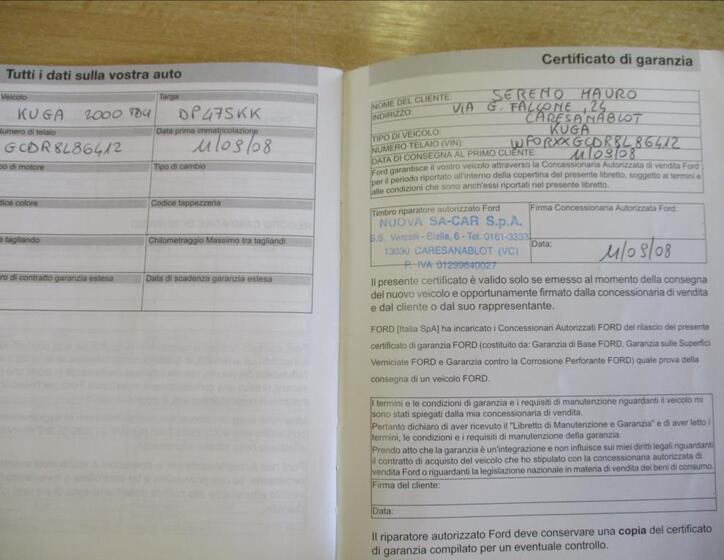 Tutti i dati sulla vostra auto
Veicolo
Targa
KUGA 2000 TDCI
DP475KK
Numero di telaio
Data prima immatricolazione
GCDR8L86412
11/09/08
po di motore
Tipo di cambio
dice colore
Codice tappezzeria
e tagliando
Chilometraggio Massimo tra tagliandi
ro di contratto garanzia estesa
Data di scadenza garanzia estesa
Certificato di garanzia
NOME DEL CLIENTE: SERENO MAURO
INDIRIZZO: VIA G. FALCONE, 24
CARESANABLOT
TIPO DI VEICOLO: KUGA
NUMERO TELAIO (VIN): WF0RXXGCDR8L86412
DATA DI CONSEGNA AL PRIMO CLIENTE: 11/09/08
Ford garantisce il vostro veicolo attraverso la Concessionaria Autorizzata di vendita Ford
per il periodo riportato all'interno della copertina del presente libretto, soggetto ai termini e
alle condizioni che sono anch'essi riportati nel presente libretto.
Timbro riparatore autorizzato Ford
Firma Concessionaria Autorizzata Ford:
NUOVA SA-CAR S.p.A.
S.S. Vercelli - Biella, 6 - Tel. 0161-3333
13030 CARESANABLOT (VC)
P. IVA 01299640027
Data: 11/09/08
Il presente certificato è valido solo se emesso al momento della consegna
del nuovo veicolo e opportunamente firmato dalla concessionaria di vendita
e dal cliente o dal suo rappresentante.
FORD [Italia SpA] ha incaricato i Concessionari Autorizzati FORD del rilascio del presente
certificato di garanzia FORD (costituito da: Garanzia di Base FORD, Garanzia sulle Superfici
Verniciate FORD e Garanzia contro la Corrosione Perforante FORD) quale prova della
consegna di un veicolo FORD.
I termini e le condizioni di garanzia e i requisiti di manutenzione riguardanti il veicolo mi
sono stati spiegati dalla mia concessionaria di vendita.
Pertanto dichiaro di aver ricevuto il "Libretto di Manutenzione e Garanzia" e di aver letto i
termini, le condizioni e i requisiti di manutenzione della garanzia.
Prendo atto che la garanzia è un'integrazione e non influisce sui miei diritti legali riguardanti
il contratto di acquisto del veicolo che ho stipulato con la concessionaria autorizzata di
vendita Ford o riguardanti la legislazione nazionale in materia di vendita dei beni di consumo.
Firma del cliente:
Data:
Il riparatore autorizzato Ford deve conservare una copia del certificato
di garanzia compilato per un eventuale controllo.